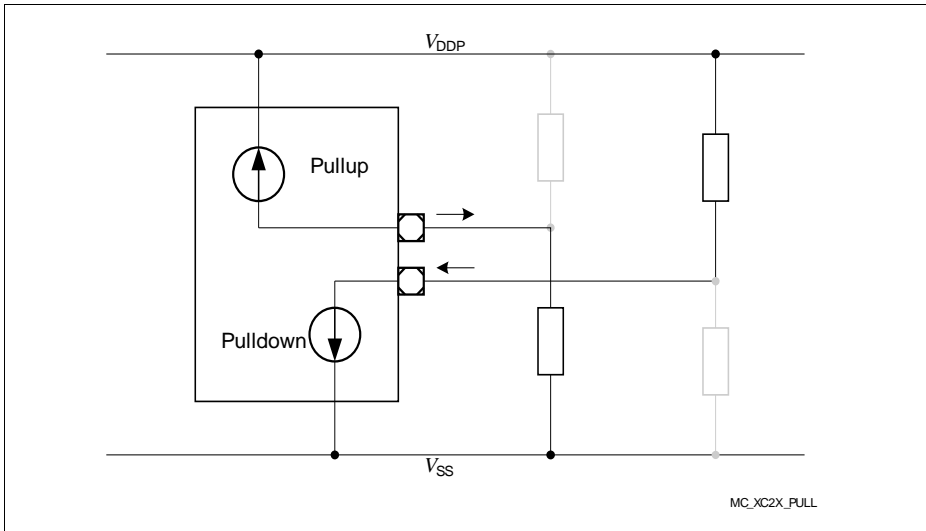 VDDP
Pullup
Pulldown
VSS
MC_XC2X_PULL